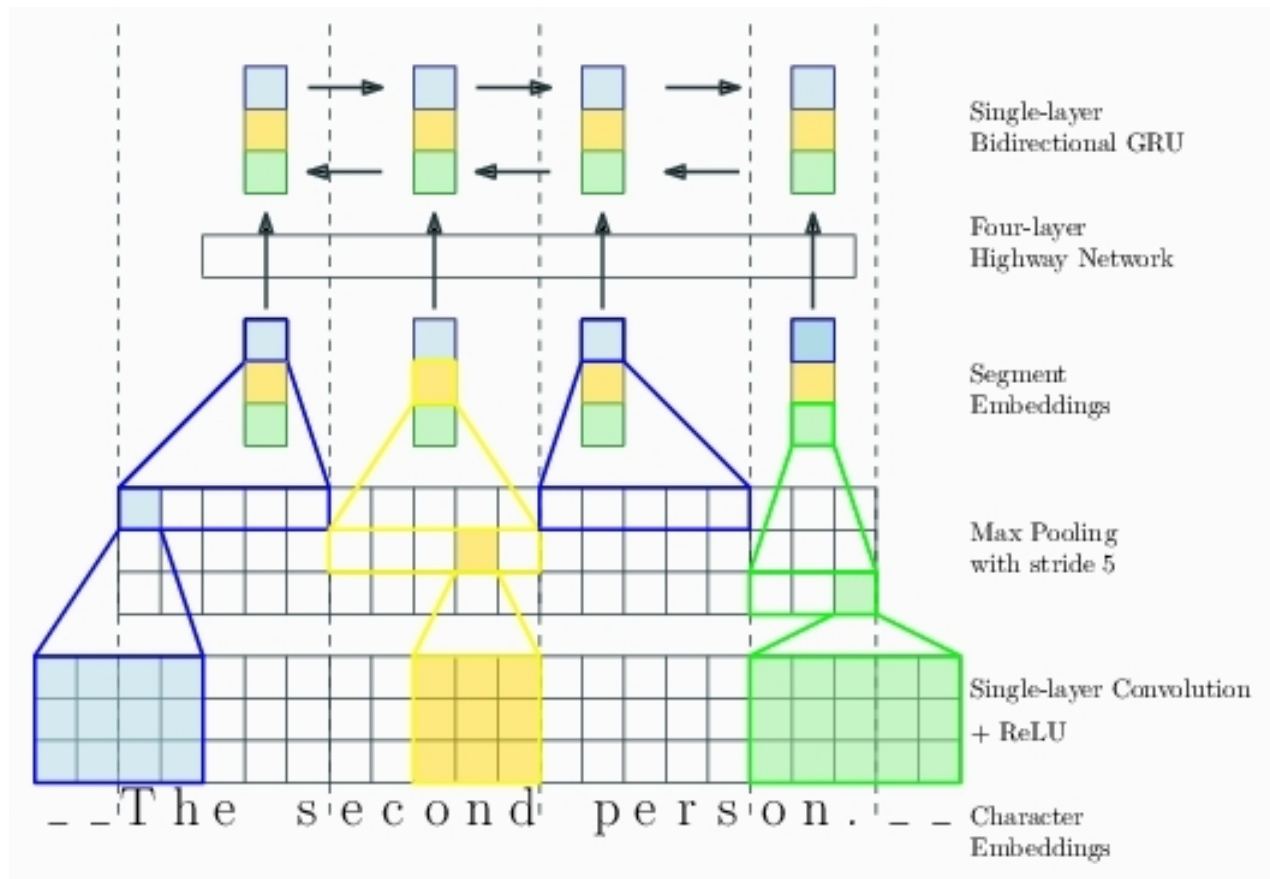 Single-layer
Bidirectional GRU
Four-layer
Highway Network
Segment
Embeddings
Max Pooling
with stride 5
Single-layer Convolution
+ ReLU
_ _ T h e s e c o n d p e r s o n . _ _
Character
Embeddings